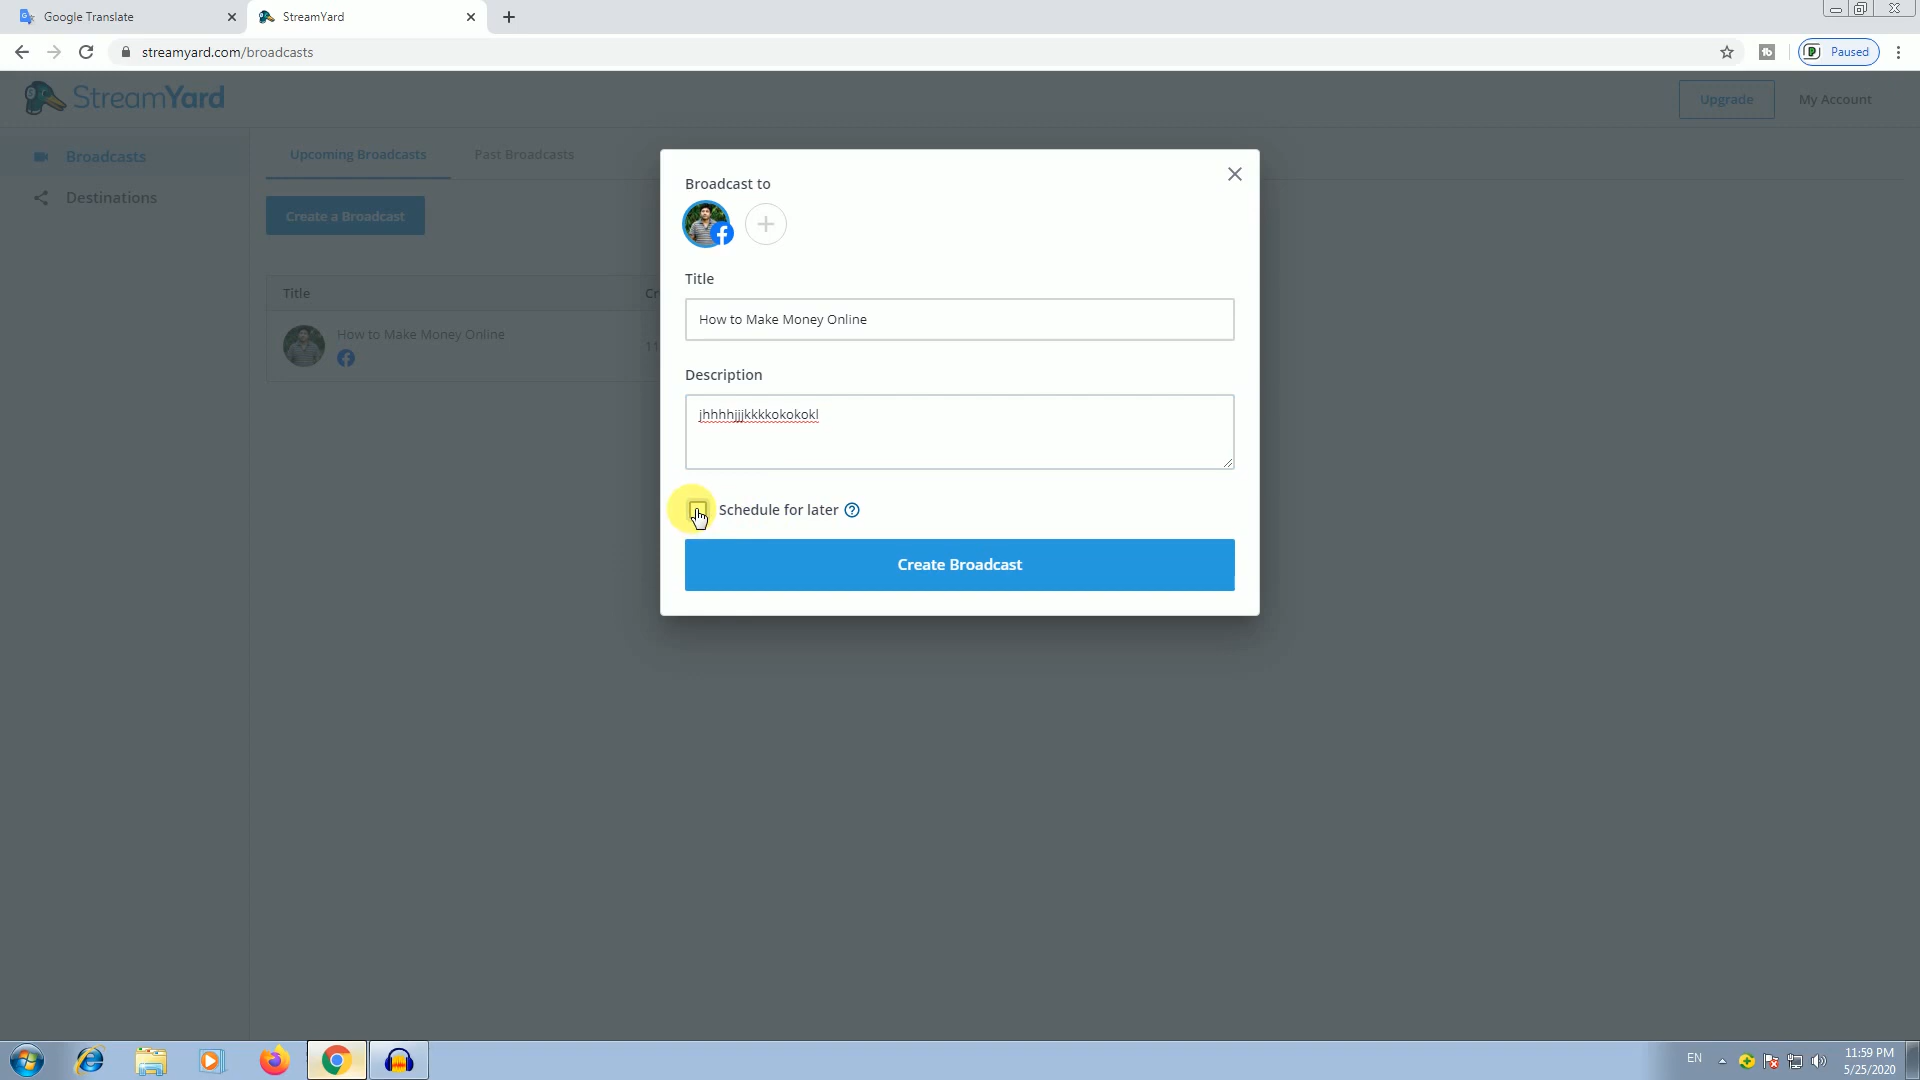 Google Translate
StreamYard
streamyard.com/broadcasts
Paused
StreamYard
Upgrade
My Account
Broadcasts
Destinations
Upcoming Broadcasts
Past Broadcasts
Create a Broadcast
Title
Cr
How to Make Money Online
11
Broadcast to
Title
How to Make Money Online
Description
jhhhhjjjkkkkokokokl
Schedule for later
Create Broadcast
EN
11:59 PM
5/25/2020